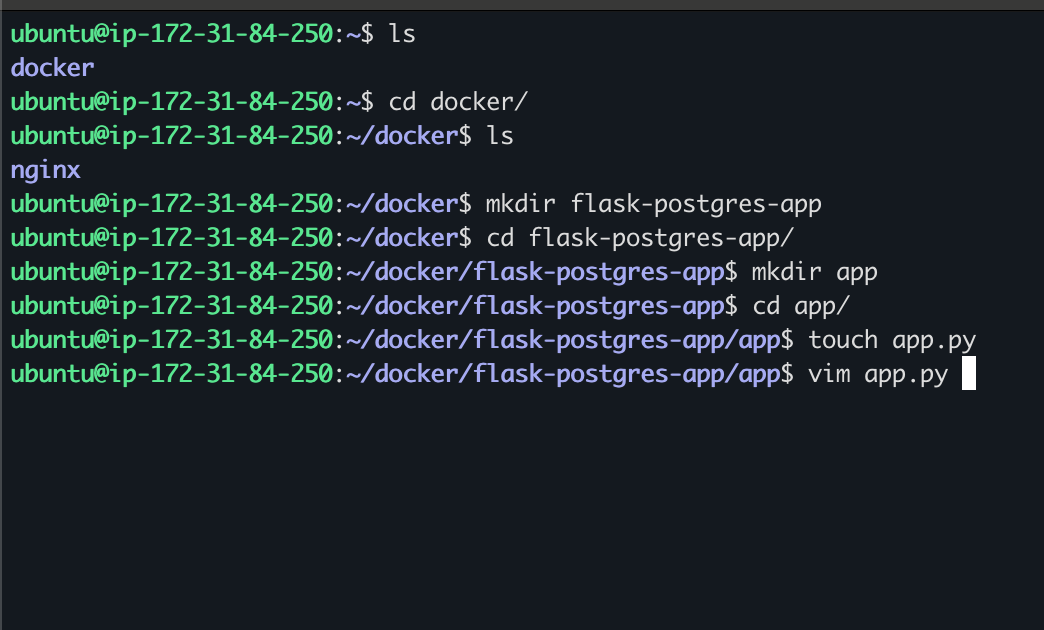 ubuntu@ip-172-31-84-250:~$ ls
docker
ubuntu@ip-172-31-84-250:~$ cd docker/
ubuntu@ip-172-31-84-250:~/docker$ ls
nginx
ubuntu@ip-172-31-84-250:~/docker$ mkdir flask-postgres-app
ubuntu@ip-172-31-84-250:~/docker$ cd flask-postgres-app/
ubuntu@ip-172-31-84-250:~/docker/flask-postgres-app$ mkdir app
ubuntu@ip-172-31-84-250:~/docker/flask-postgres-app$ cd app/
ubuntu@ip-172-31-84-250:~/docker/flask-postgres-app/app$ touch app.py
ubuntu@ip-172-31-84-250:~/docker/flask-postgres-app/app$ vim app.py